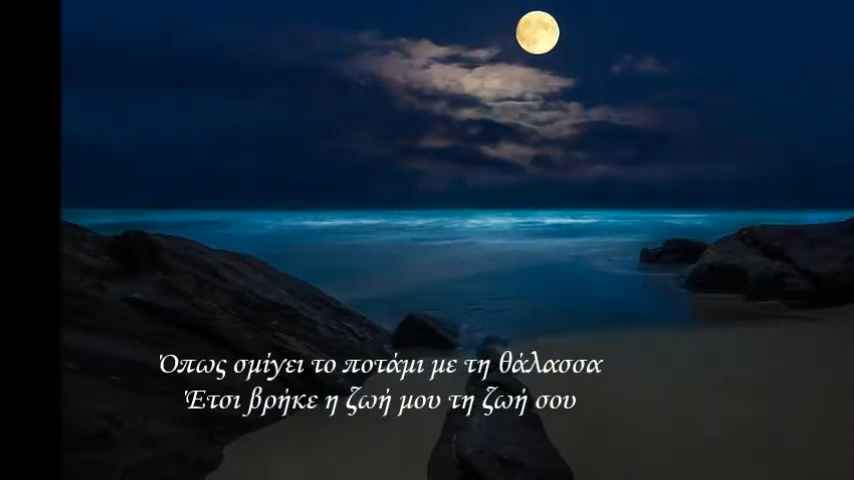 Όπως σμίγει το ποτάμι με τη θάλασσα
Έτσι βρήκε η ζωή μου τη ζωή σου